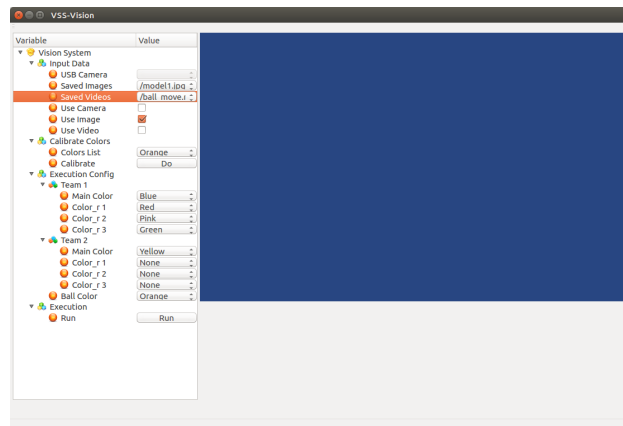 VSS-Vision
Variable Value
Vision System
Input Data
USB Camera
Saved Images /model1.jpg
Saved Videos
Use Camera
Use Image
Use Video
Calibrate Colors
Colors List Orange
Calibrate Do
Execution Config
Team 1
Main Color Blue
Color_r 1 Red
Color_r 2 Pink
Color_r 3 Green
Team 2
Main Color Yellow
Color_r 1 None
Color_r 2 None
Color_r 3 None
Ball Color Orange
Execution
Run Run